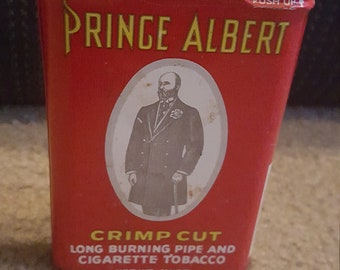 PUSH UP
PRINCE ALBERT
CRIMP CUT
LONG BURNING PIPE AND
CIGARETTE TOBACCO